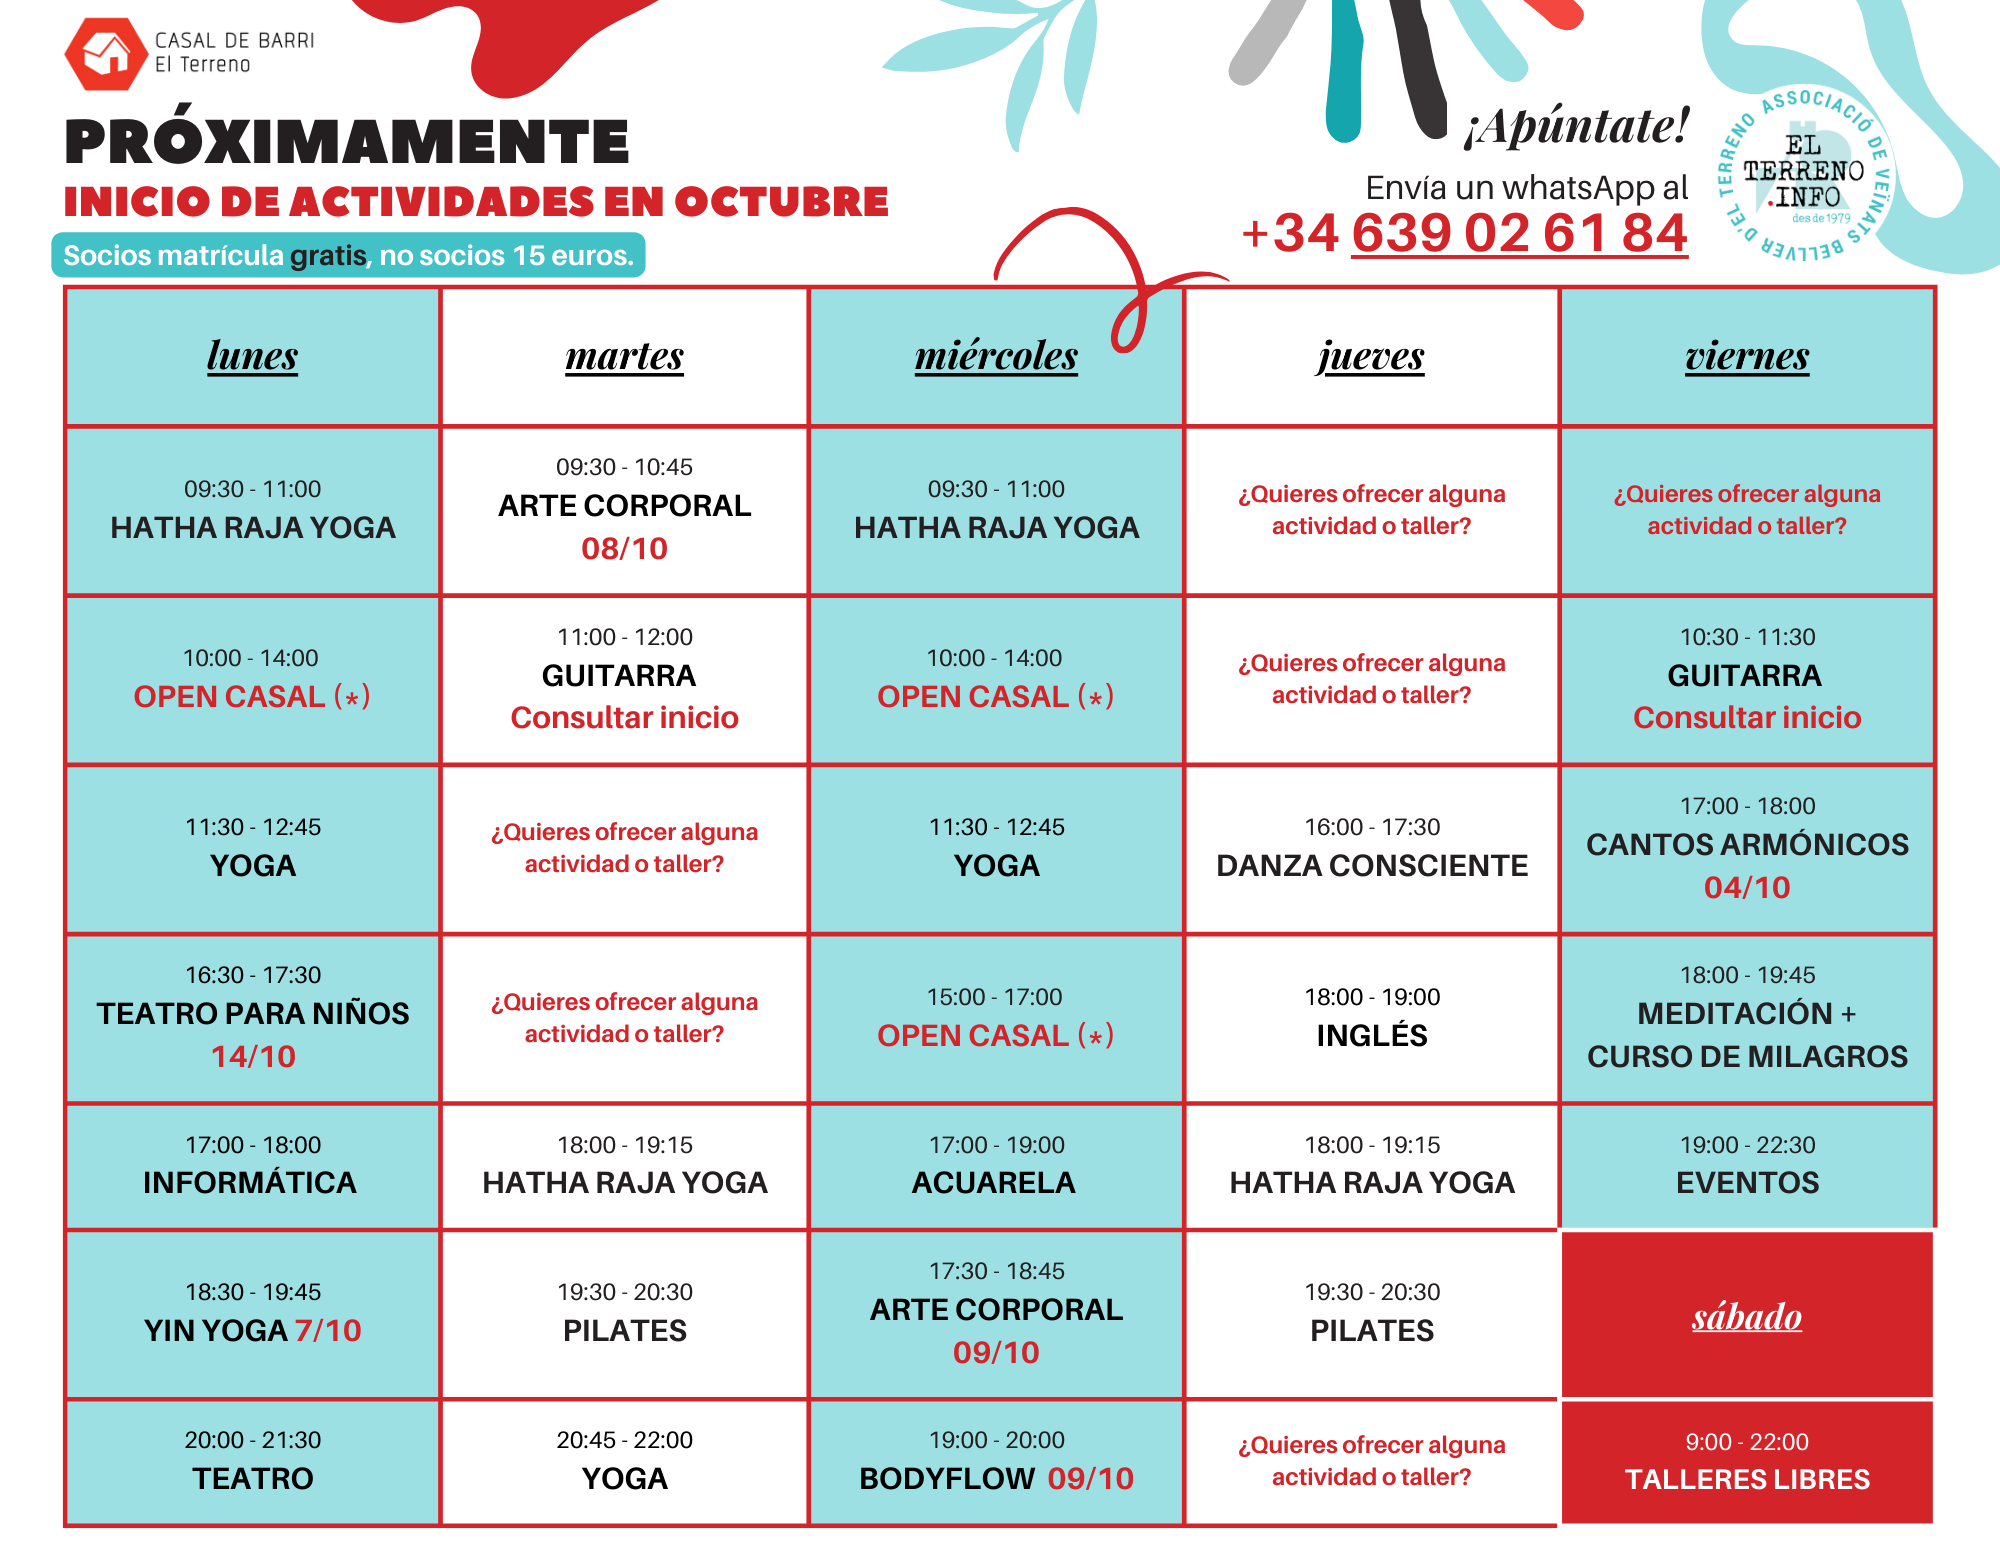 CASAL DE BARRI
El Terreno
PRÓXIMAMENTE
INICIO DE ACTIVIDADES EN OCTUBRE
Socios matrícula gratis, no socios 15 euros.
¡Apúntate!
Envía un whatsApp al
+34 639 02 61 84
ASSOCIACIÓ DE VEÏNATS BELLVER D'EL TERRENO
EL
TERRENO
.INFO
des de 1979
lunes
martes
miércoles
jueves
viernes
09:30 - 11:00
HATHA RAJA YOGA
09:30 - 10:45
ARTE CORPORAL
08/10
09:30 - 11:00
HATHA RAJA YOGA
¿Quieres ofrecer alguna
actividad o taller?
¿Quieres ofrecer alguna
actividad o taller?
10:00 - 14:00
OPEN CASAL (*)
11:00 - 12:00
GUITARRA
Consultar inicio
10:00 - 14:00
OPEN CASAL (*)
¿Quieres ofrecer alguna
actividad o taller?
10:30 - 11:30
GUITARRA
Consultar inicio
11:30 - 12:45
YOGA
¿Quieres ofrecer alguna
actividad o taller?
11:30 - 12:45
YOGA
16:00 - 17:30
DANZA CONSCIENTE
17:00 - 18:00
CANTOS ARMÓNICOS
04/10
16:30 - 17:30
TEATRO PARA NIÑOS
14/10
¿Quieres ofrecer alguna
actividad o taller?
15:00 - 17:00
OPEN CASAL (*)
18:00 - 19:00
INGLÉS
18:00 - 19:45
MEDITACIÓN +
CURSO DE MILAGROS
17:00 - 18:00
INFORMÁTICA
18:00 - 19:15
HATHA RAJA YOGA
17:00 - 19:00
ACUARELA
18:00 - 19:15
HATHA RAJA YOGA
19:00 - 22:30
EVENTOS
18:30 - 19:45
YIN YOGA 7/10
19:30 - 20:30
PILATES
17:30 - 18:45
ARTE CORPORAL
09/10
19:30 - 20:30
PILATES
sábado
20:00 - 21:30
TEATRO
20:45 - 22:00
YOGA
19:00 - 20:00
BODYFLOW 09/10
¿Quieres ofrecer alguna
actividad o taller?
9:00 - 22:00
TALLERES LIBRES